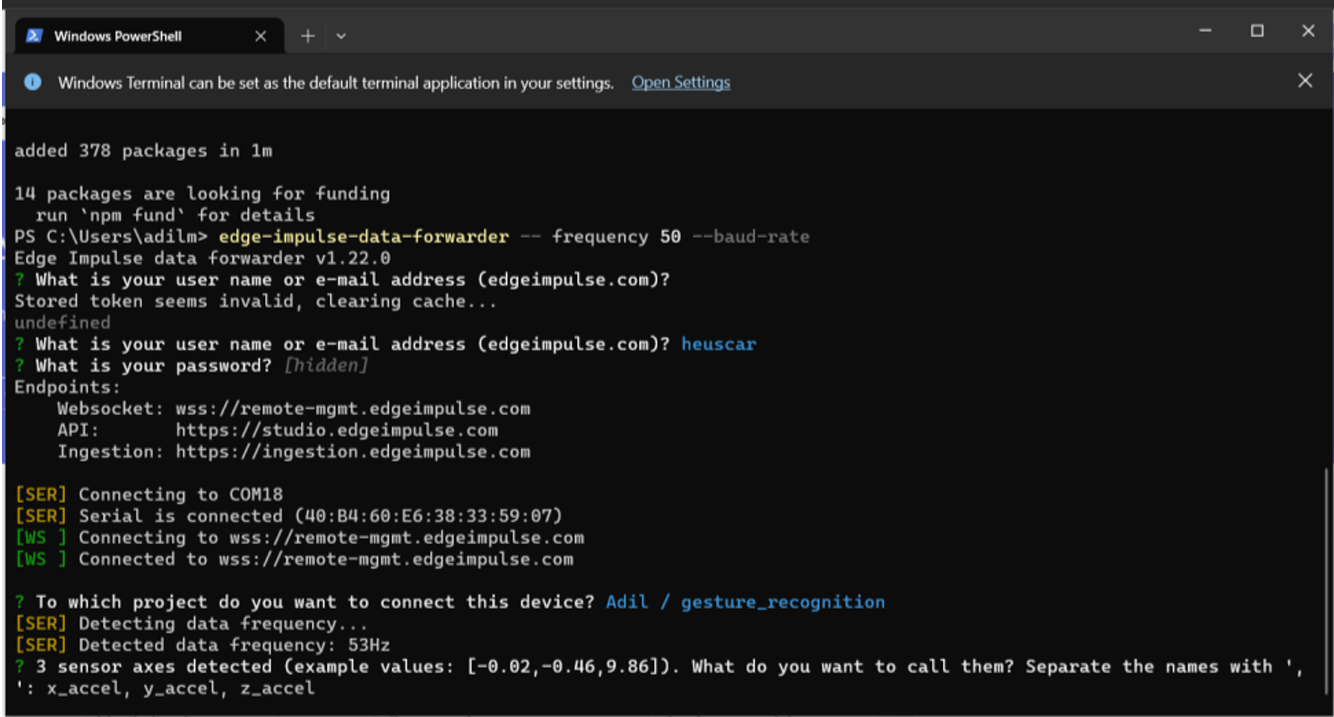 Windows PowerShell
Windows Terminal can be set as the default terminal application in your settings. Open Settings
added 378 packages in 1m
14 packages are looking for funding
run `npm fund` for details
PS C:\Users\adilm> edge-impulse-data-forwarder -- frequency 50 --baud-rate
Edge Impulse data forwarder v1.22.0
? What is your user name or e-mail address (edgeimpulse.com)?
Stored token seems invalid, clearing cache...
undefined
? What is your user name or e-mail address (edgeimpulse.com)? heuscar
? What is your password? [hidden]
Endpoints:
Websocket: wss://remote-mgmt.edgeimpulse.com
API: https://studio.edgeimpulse.com
Ingestion: https://ingestion.edgeimpulse.com
[SER] Connecting to COM18
[SER] Serial is connected (40:B4:60:E6:38:33:59:07)
[WS ] Connecting to wss://remote-mgmt.edgeimpulse.com
[WS ] Connected to wss://remote-mgmt.edgeimpulse.com
? To which project do you want to connect this device? Adil / gesture_recognition
[SER] Detecting data frequency...
[SER] Detected data frequency: 53Hz
? 3 sensor axes detected (example values: [-0.02,-0.46,9.86]). What do you want to call them? Separate the names with ',
': x_accel, y_accel, z_accel